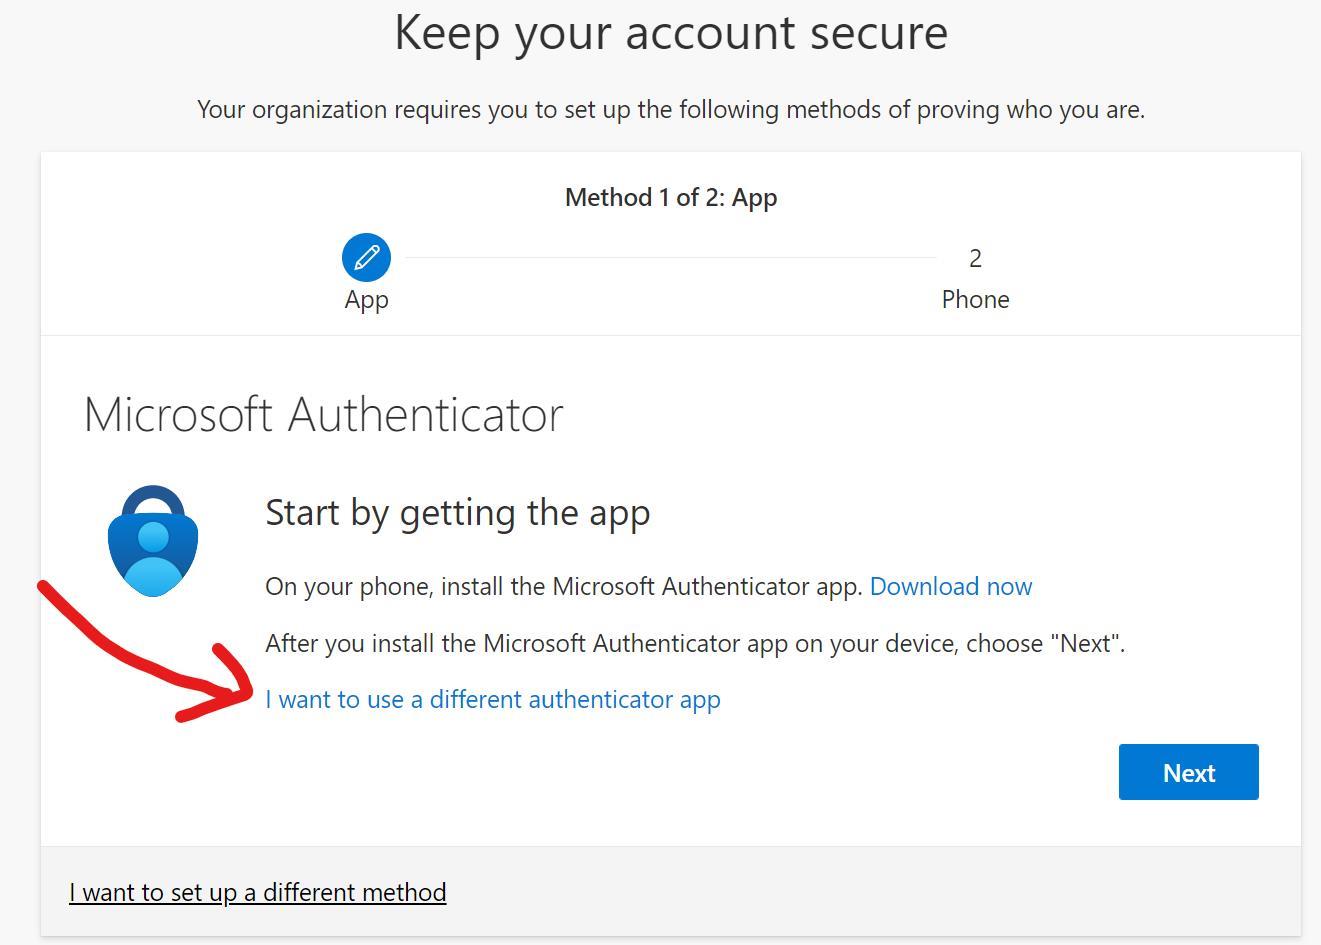 Keep your account secure
Your organization requires you to set up the following methods of proving who you are.
Method 1 of 2: App
2
App
Phone
Microsoft Authenticator
Start by getting the app
On your phone, install the Microsoft Authenticator app. Download now
After you install the Microsoft Authenticator app on your device, choose "Next".
I want to use a different authenticator app
Next
I want to set up a different method